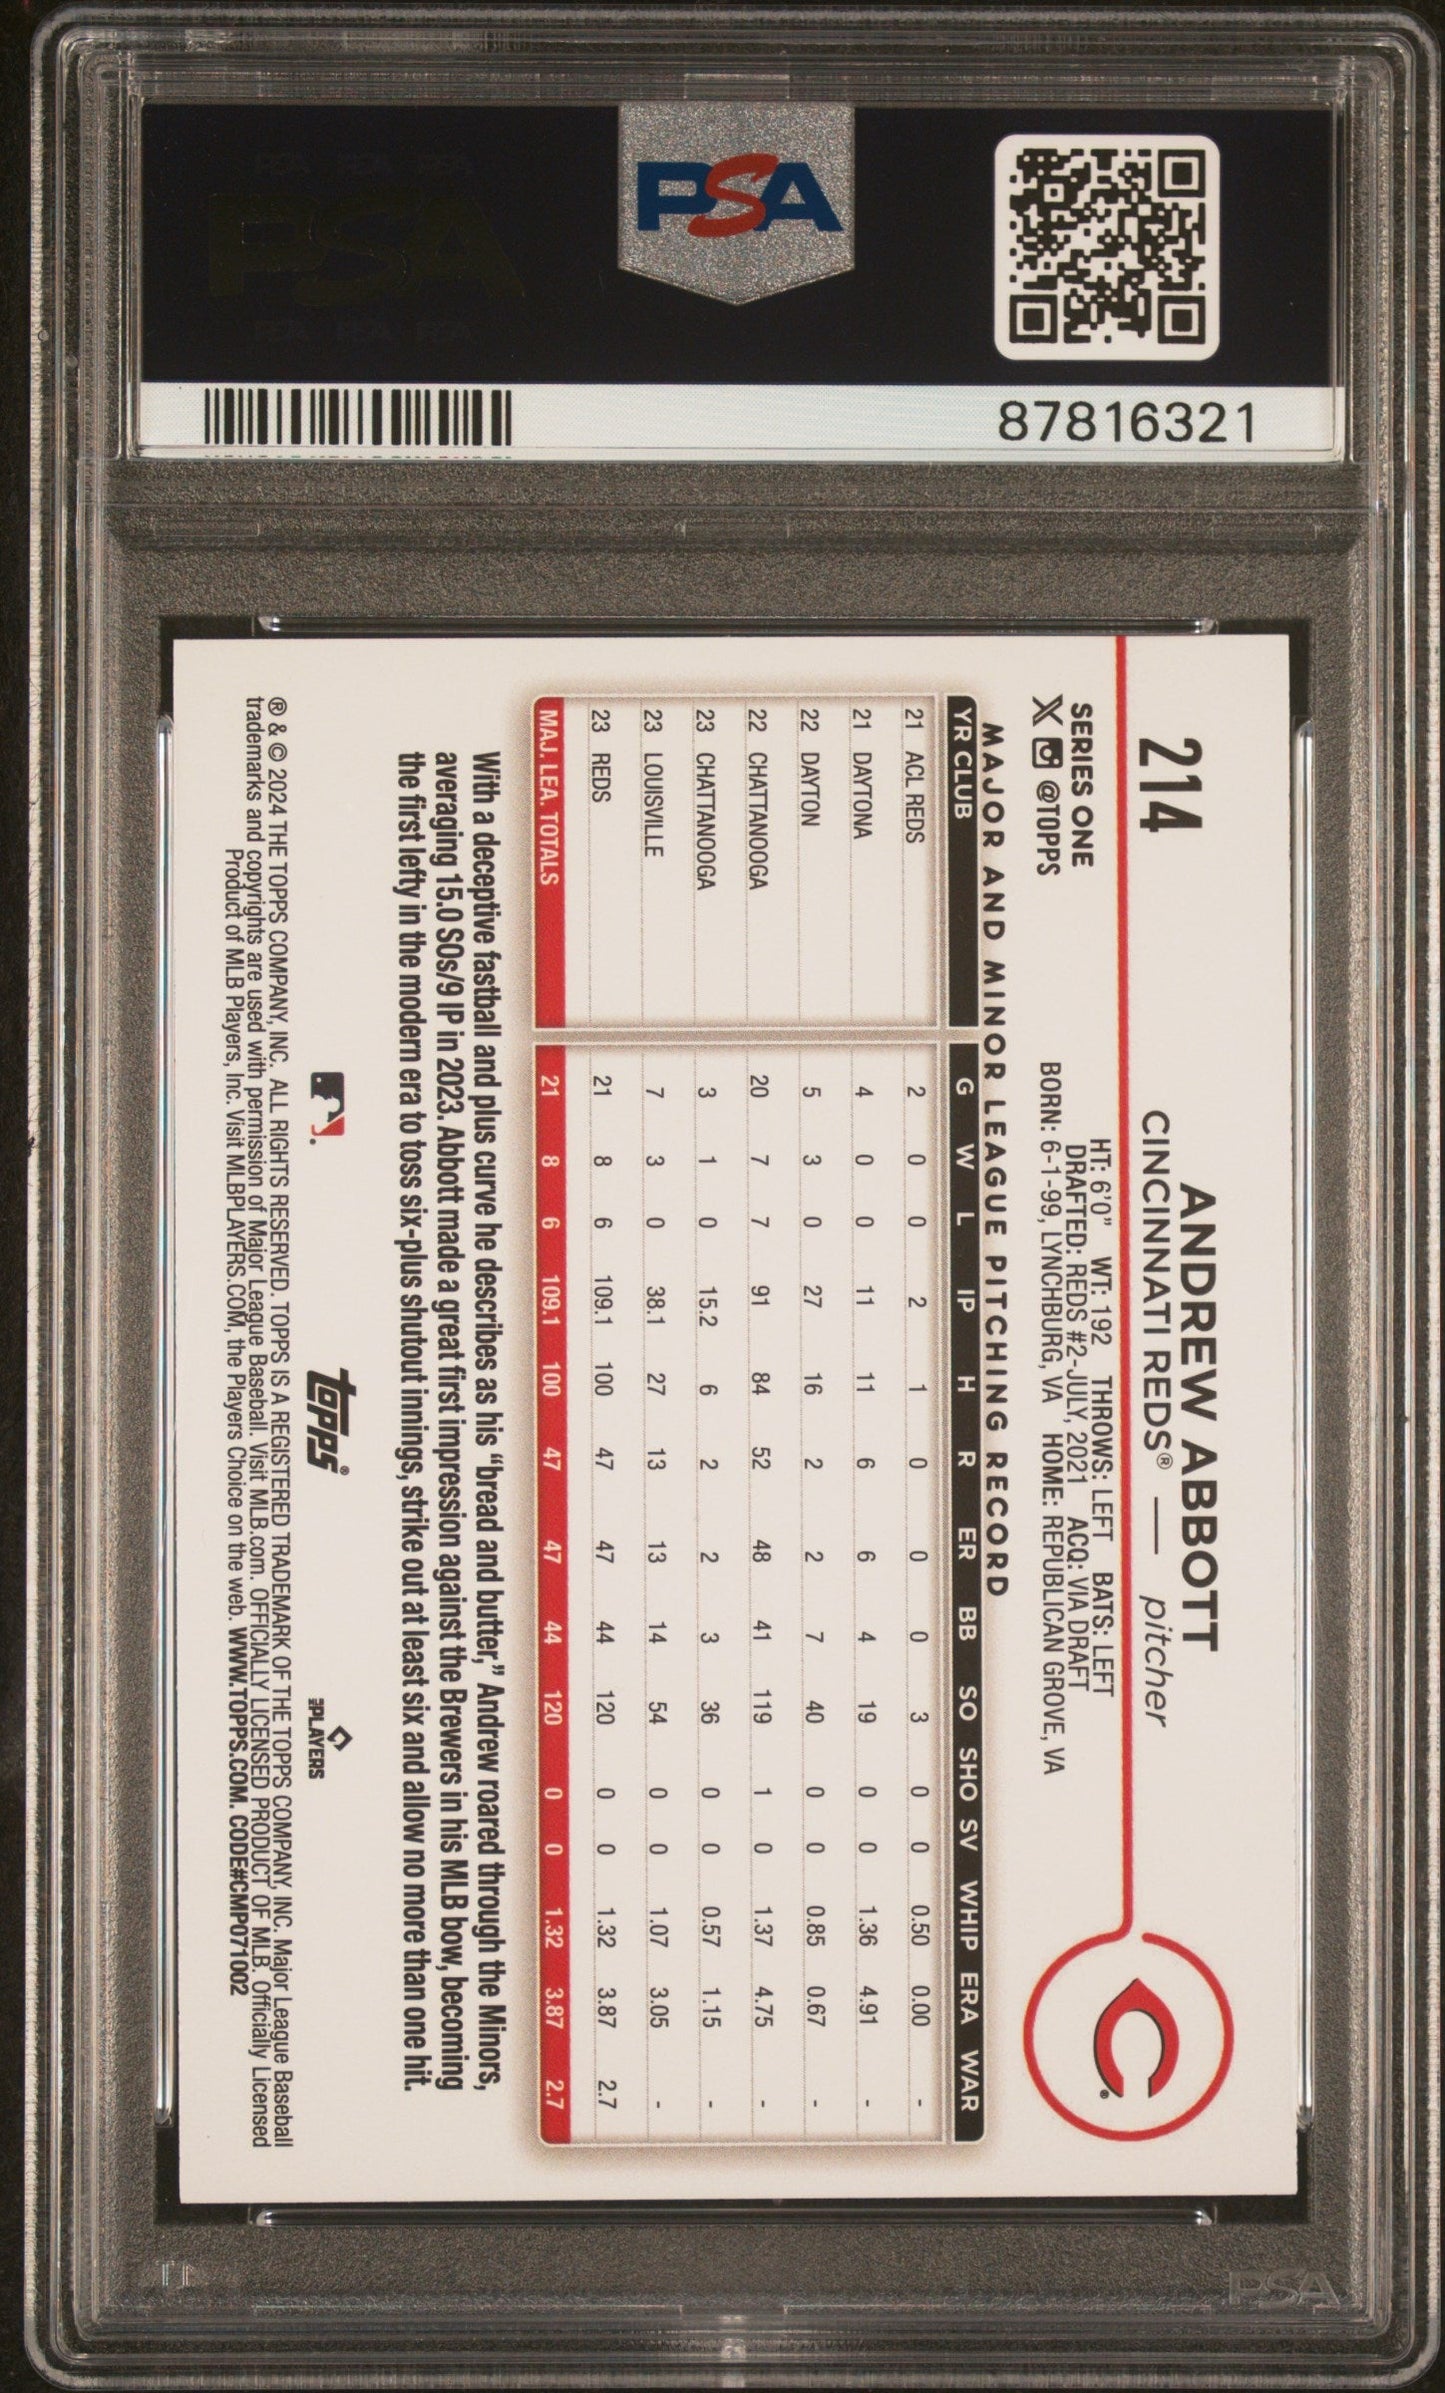 PSA
87816321
214
ANDREW ABBOTT
CINCINNATI REDS® — pitcher
SERIES ONE
X @TOPPS
HT: 6'0" WT: 192 THROWS: LEFT BATS: LEFT
DRAFTED: REDS #2-JULY, 2021 ACQ: VIA DRAFT
BORN: 6-1-99, LYNCHBURG, VA HOME: REPUBLICAN GROVE, VA
MAJOR AND MINOR LEAGUE PITCHING RECORD
YR CLUB G W L IP H R ER BB SO SHO SV WHIP ERA WAR
21 ACL REDS 2 0 0 2 1 0 0 0 3 0 0 0.50 0.00 -
21 DAYTONA 4 0 0 11 11 6 6 4 19 0 0 1.36 4.91 -
22 DAYTON 5 3 0 27 16 2 2 7 40 0 0 0.85 0.67 -
22 CHATTANOOGA 20 7 7 91 84 52 48 41 119 1 0 1.37 4.75 -
23 CHATTANOOGA 3 1 0 15.2 6 2 2 3 36 0 0 0.57 1.15 -
23 LOUISVILLE 7 3 0 38.1 27 13 13 14 54 0 0 1.07 3.05 -
23 REDS 21 8 6 109.1 100 47 47 44 120 0 0 1.32 3.87 2.7
MAJ. LEA. TOTALS 21 8 6 109.1 100 47 47 44 120 0 0 1.32 3.87 2.7
With a deceptive fastball and plus curve he describes as his "bread and butter," Andrew roared through the Minors,
averaging 15.0 SOs/9 IP in 2023. Abbott made a great first impression against the Brewers in his MLB bow, becoming
the first lefty in the modern era to toss six-plus shutout innings, strike out at least six and allow no more than one hit.
topps®
PLAYERS
® & © 2024 THE TOPPS COMPANY, INC. ALL RIGHTS RESERVED. TOPPS IS A REGISTERED TRADEMARK OF THE TOPPS COMPANY, INC. Major League Baseball
trademarks and copyrights are used with permission of Major League Baseball. Visit MLB.com. OFFICIALLY LICENSED PRODUCT OF MLB. Officially Licensed
Product of MLB Players, Inc. Visit MLBPLAYERS.COM, the Players Choice on the web. WWW.TOPPS.COM. CODE#CMP071002
PSA